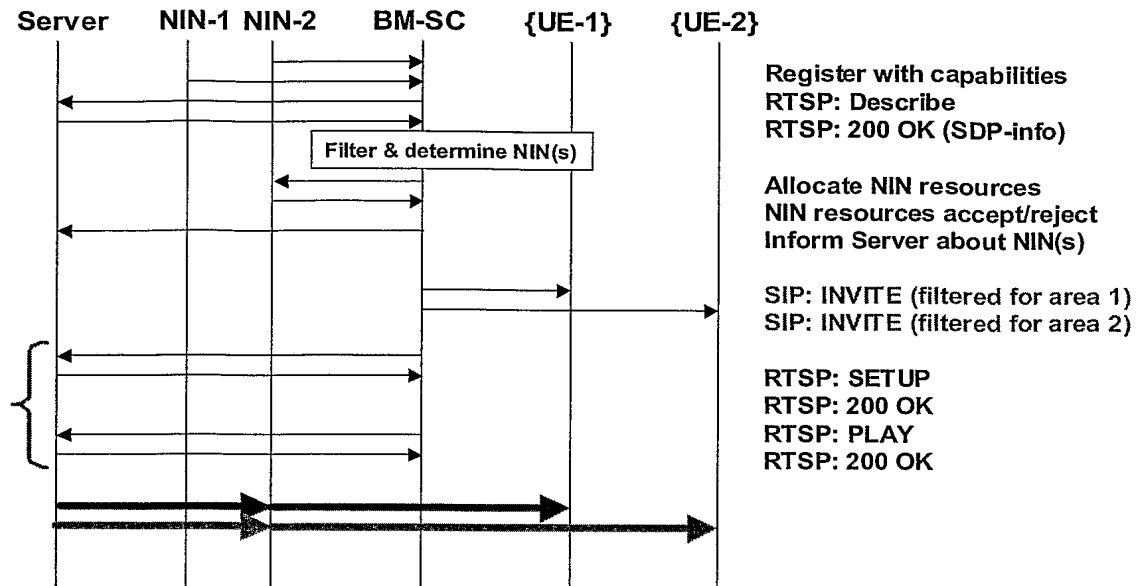 Server NIN-1 NIN-2 BM-SC {UE-1} {UE-2}
Register with capabilities
RTSP: Describe
RTSP: 200 OK (SDP-info)
Filter & determine NIN(s)
Allocate NIN resources
NIN resources accept/reject
Inform Server about NIN(s)
SIP: INVITE (filtered for area 1)
SIP: INVITE (filtered for area 2)
RTSP: SETUP
RTSP: 200 OK
RTSP: PLAY
RTSP: 200 OK